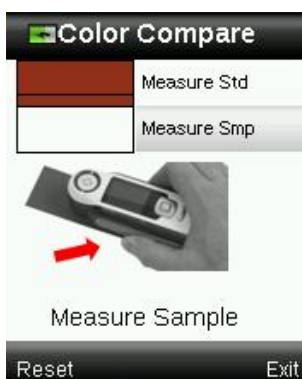 Color Compare
Measure Std
Measure Smp
Measure Sample
Reset Exit